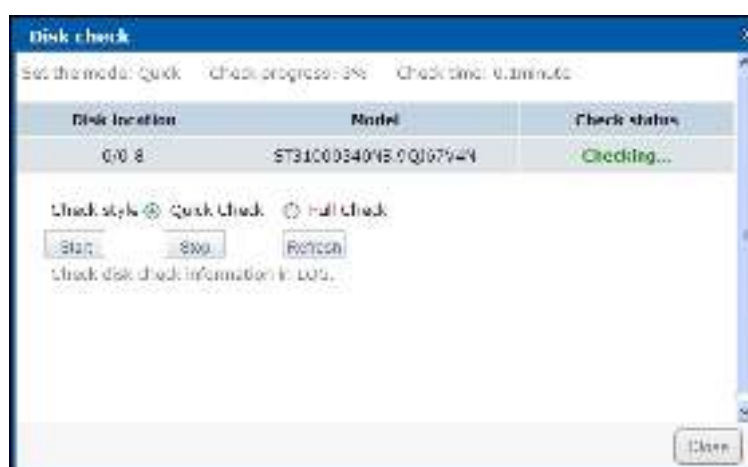 Disk check
Set the mode: Quick Check progress: 3% Check time: 0.1minute
Disk location Model Check status
0/0 8 Checking...
Check style Quick Check Full Check
Start Stop Refresh
Check disk check information in LOG.
Close